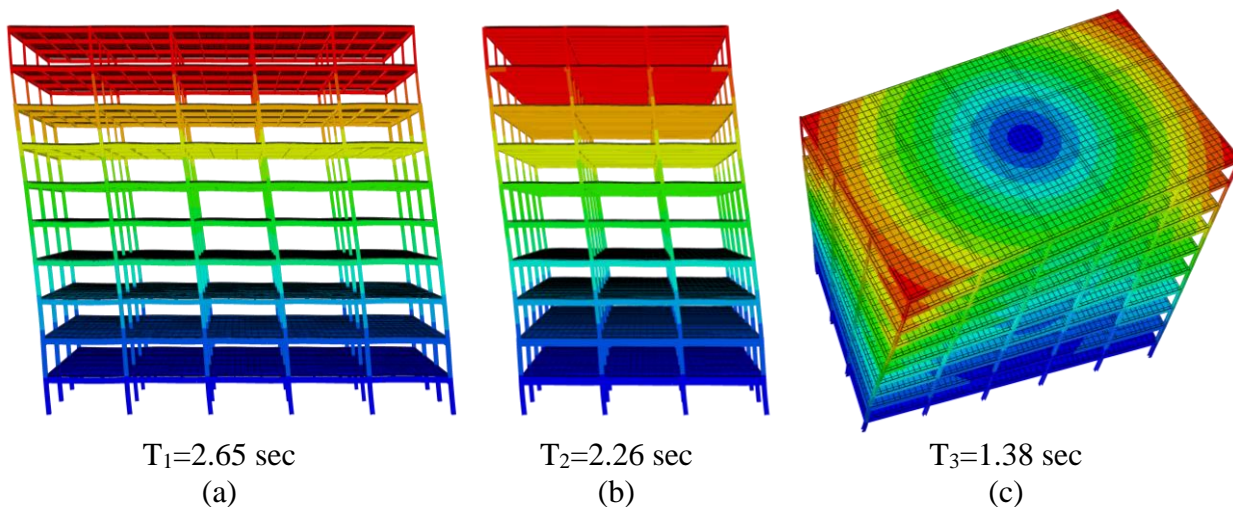 T₁=2.65 sec
(a)
T₂=2.26 sec
(b)
T₃=1.38 sec
(c)